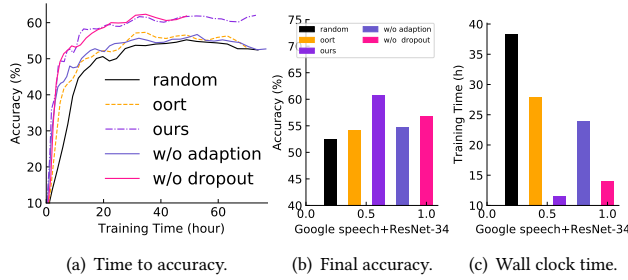 60
50
40
30
20
10
0
20
40
60
Accuracy (%)
Training Time (hour)
random
oort
ours
w/o adaption
w/o dropout
(a) Time to accuracy.
75
70
65
60
55
50
45
40
0.0
0.5
1.0
Accuracy (%)
Google speech+ResNet-34
random
oort
ours
w/o adaption
w/o dropout
(b) Final accuracy.
40
35
30
25
20
15
10
0.0
0.5
1.0
Training Time (h)
Google speech+ResNet-34
(c) Wall clock time.